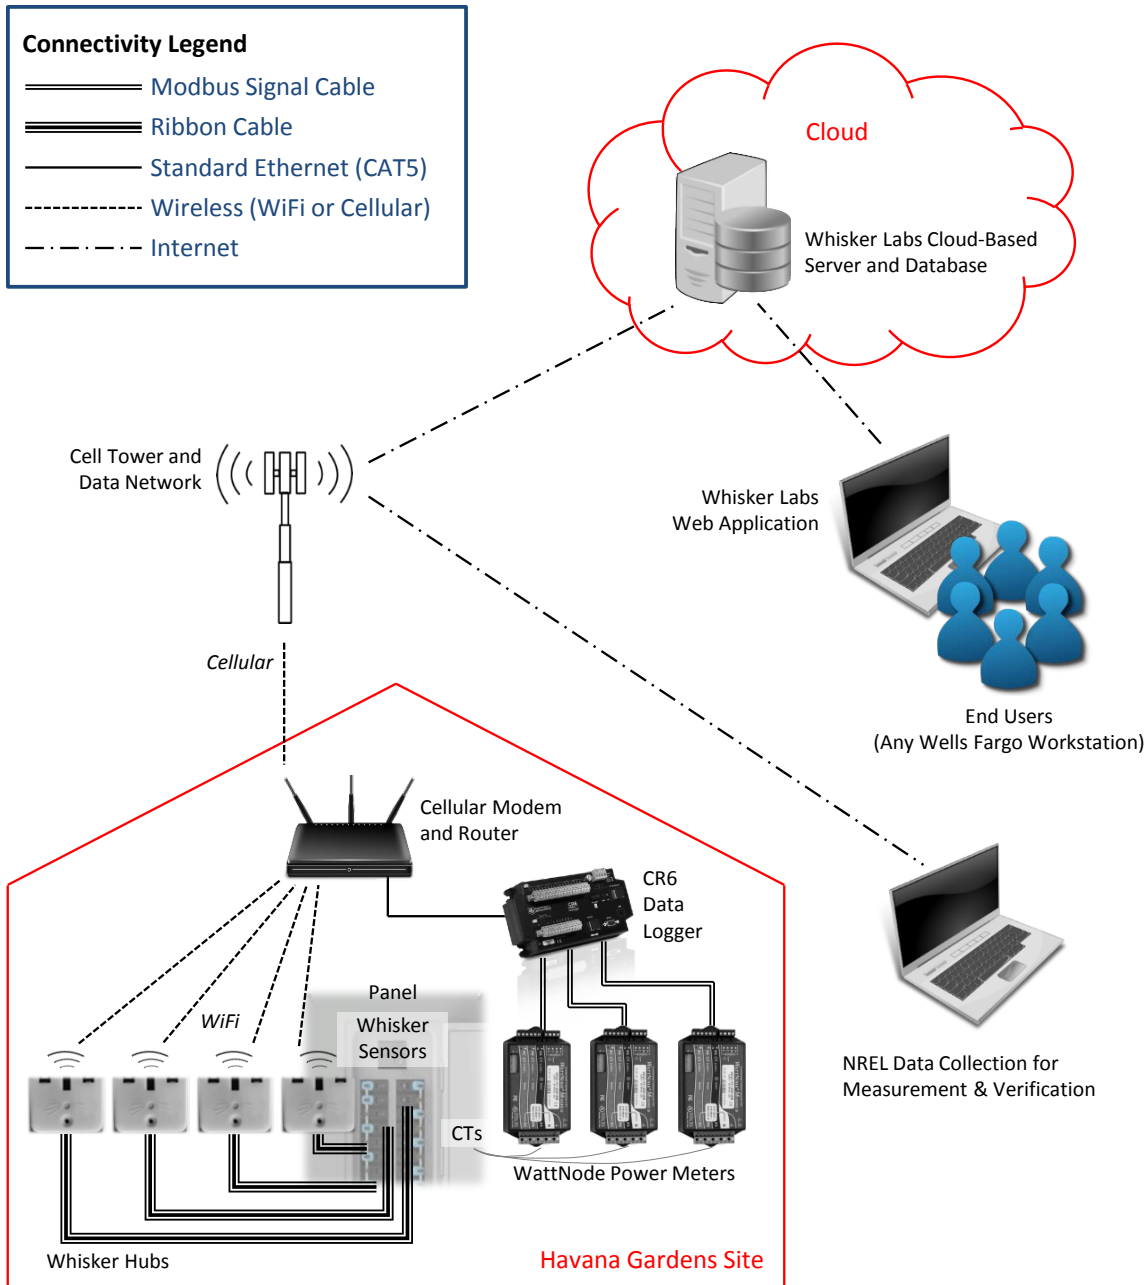 Connectivity Legend
Modbus Signal Cable
Ribbon Cable
Standard Ethernet (CAT5)
Wireless (WiFi or Cellular)
Internet
Cloud
Whisker Labs Cloud-Based
Server and Database
Cell Tower and
Data Network
Whisker Labs
Web Application
Cellular
End Users
(Any Wells Fargo Workstation)
Cellular Modem
and Router
CR6
Data
Logger
Panel
WiFi
Whisker
Sensors
CTs
NREL Data Collection for
Measurement & Verification
WattNode Power Meters
Whisker Hubs
Havana Gardens Site